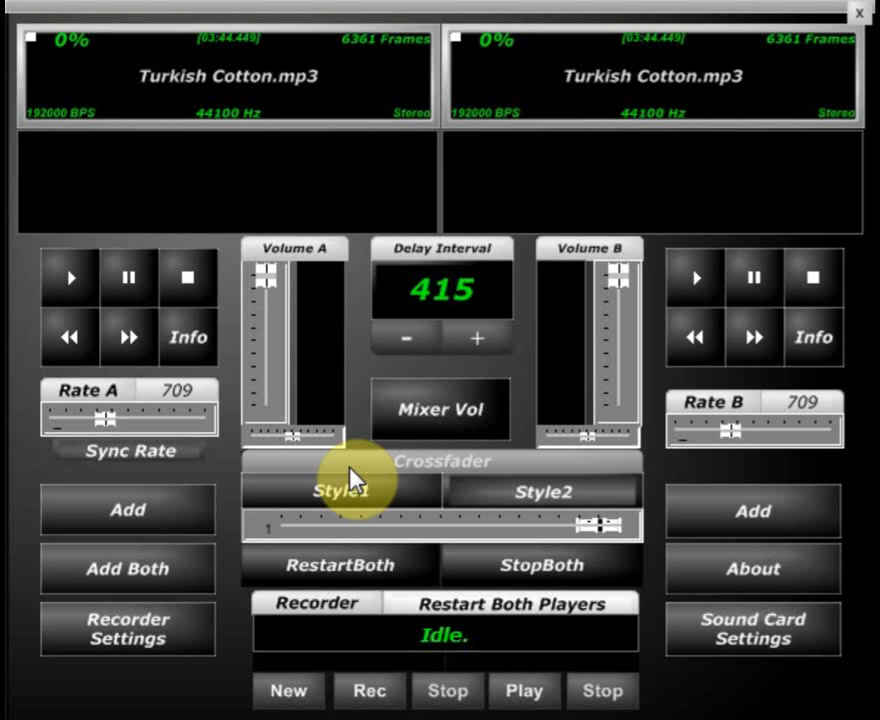 x
0% [03:44.449] 6361 Frames
Turkish Cotton.mp3
192000 BPS 44100 Hz Stereo
0% [03:44.449] 6361 Frames
Turkish Cotton.mp3
192000 BPS 44100 Hz Stereo
Volume A
Delay Interval
Volume B
415
- +
Info
Info
Rate A 709
Rate B 709
Mixer Vol
Sync Rate
Crossfader
Style1 Style2
1
Add
Add
RestartBoth StopBoth
Add Both
About
Recorder Restart Both Players
Recorder
Settings
Idle.
Sound Card
Settings
New Rec Stop Play Stop